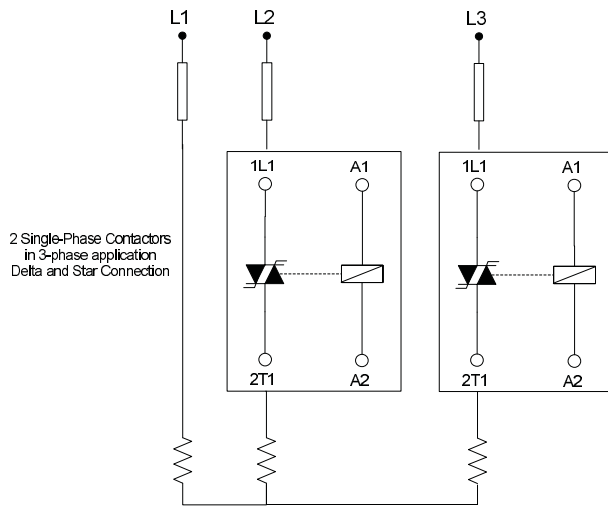 L1 L2 L3
1L1 A1 1L1 A1
2 Single-Phase Contactors
in 3-phase application
Delta and Star Connection
2T1 A2 2T1 A2